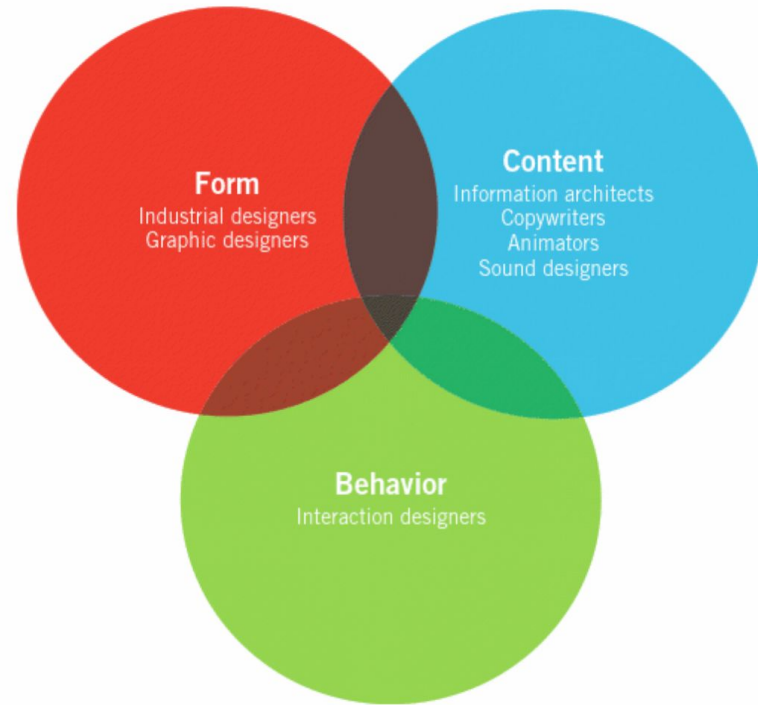 Form
Industrial designers
Graphic designers
Content
Information architects
Copywriters
Animators
Sound designers
Behavior
Interaction designers